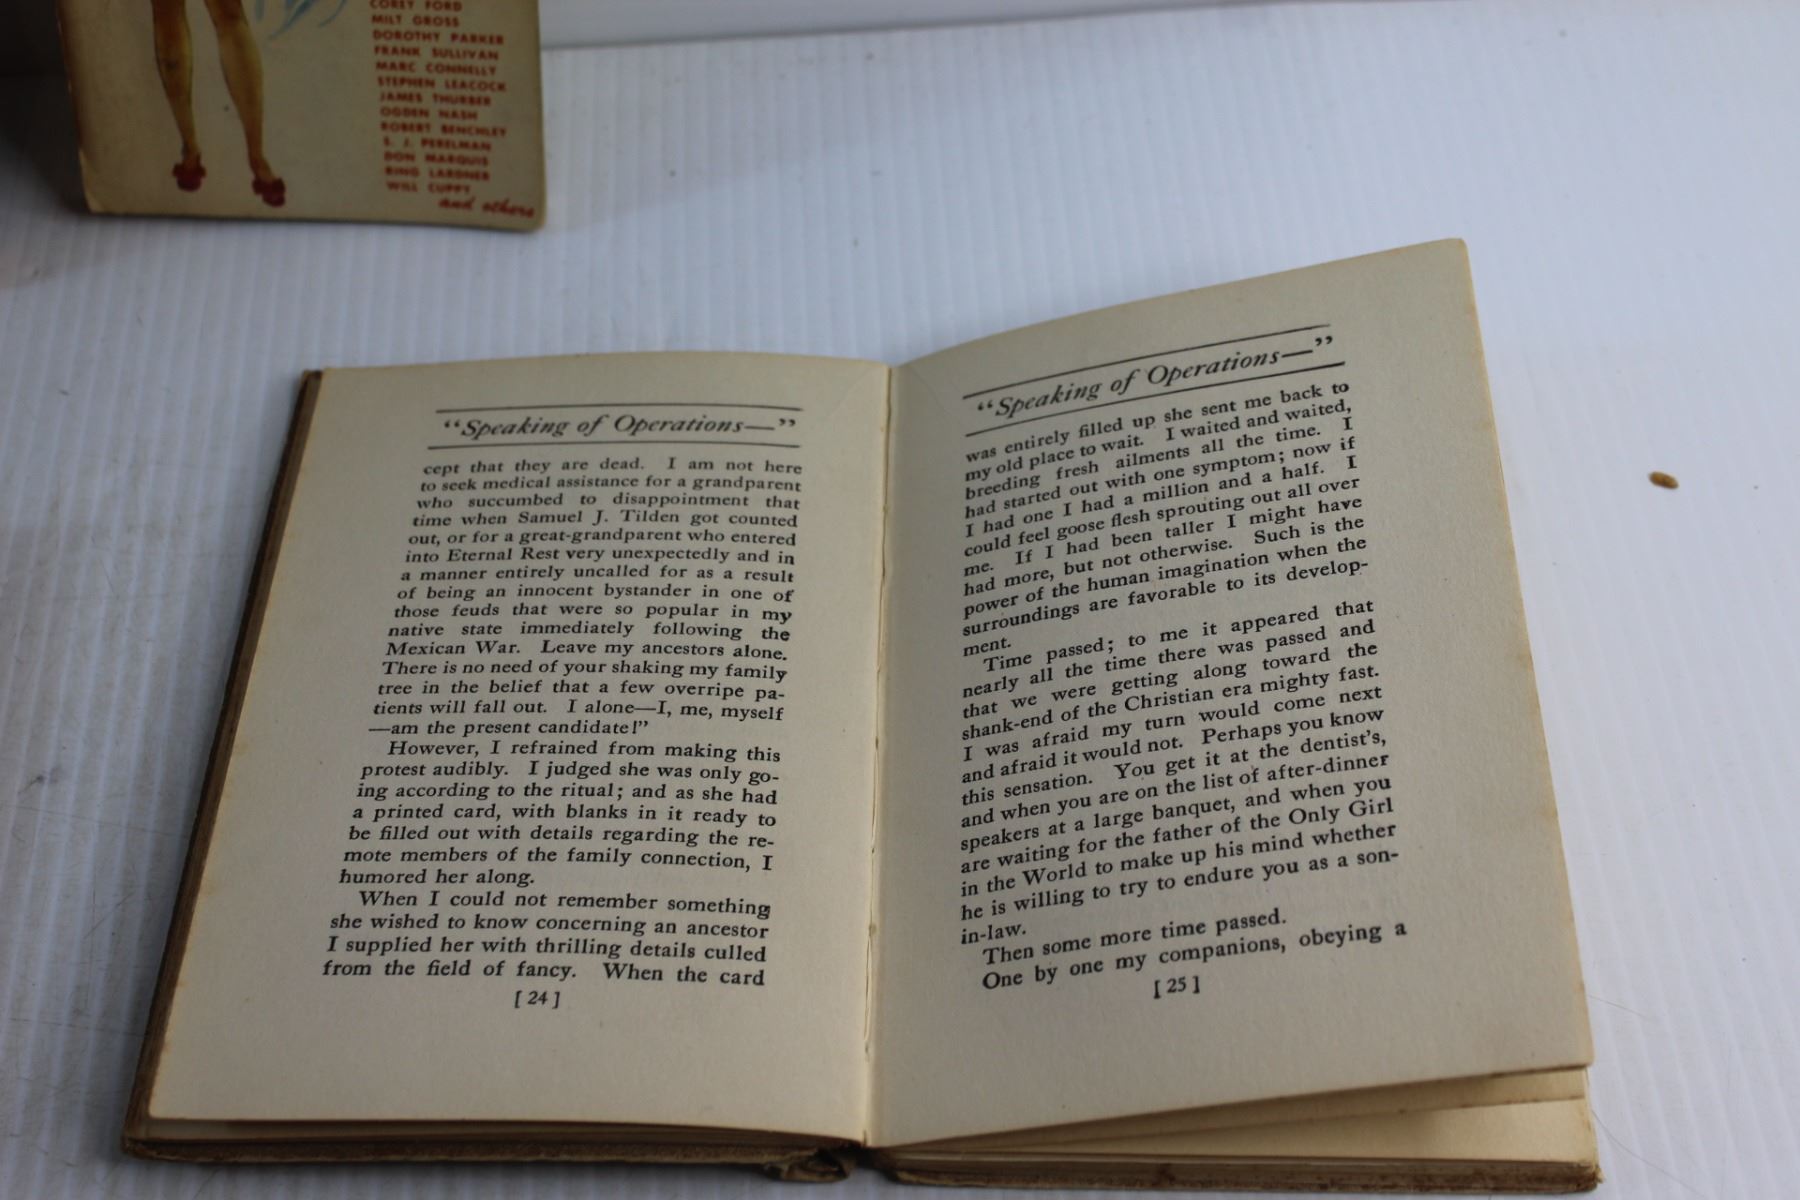 COREY FORD
MILT GROSS
DOROTHY PARKER
FRANK SULLIVAN
MARC CONNELLY
STEPHEN LEACOCK
JAMES THURBER
OGDEN NASH
ROBERT BENCHLEY
S. J. PERELMAN
DON MARQUIS
RING LARDNER
WILL CUPPY
and others
"Speaking of Operations—"
cept that they are dead. I am not here
to seek medical assistance for a grandparent
who succumbed to disappointment that
time when Samuel J. Tilden got counted
out, or for a great-grandparent who entered
into Eternal Rest very unexpectedly and in
a manner entirely uncalled for as a result
of being an innocent bystander in one of
those feuds that were so popular in my
native state immediately following the
Mexican War. Leave my ancestors alone.
There is no need of your shaking my family
tree in the belief that a few overripe pa-
tients will fall out. I alone—I, me, myself
—am the present candidate!"
However, I refrained from making this
protest audibly. I judged she was only go-
ing according to the ritual; and as she had
a printed card, with blanks in it ready to
be filled out with details regarding the re-
mote members of the family connection, I
humored her along.
When I could not remember something
she wished to know concerning an ancestor
I supplied her with thrilling details culled
from the field of fancy. When the card
[ 24 ]
"Speaking of Operations—"
was entirely filled up she sent me back to
my old place to wait. I waited and waited,
breeding fresh ailments all the time. I
had started out with one symptom; now if
I had one I had a million and a half. I
could feel goose flesh sprouting out all over
me. If I had been taller I might have
had more, but not otherwise. Such is the
power of the human imagination when the
surroundings are favorable to its develop-
ment.
Time passed; to me it appeared that
nearly all the time there was passed and
that we were getting along toward the
shank-end of the Christian era mighty fast.
I was afraid my turn would come next
and afraid it would not. Perhaps you know
this sensation. You get it at the dentist's,
and when you are on the list of after-dinner
speakers at a large banquet, and when you
are waiting for the father of the Only Girl
in the World to make up his mind whether
he is willing to try to endure you as a son-
in-law.
Then some more time passed.
One by one my companions, obeying a
[ 25 ]